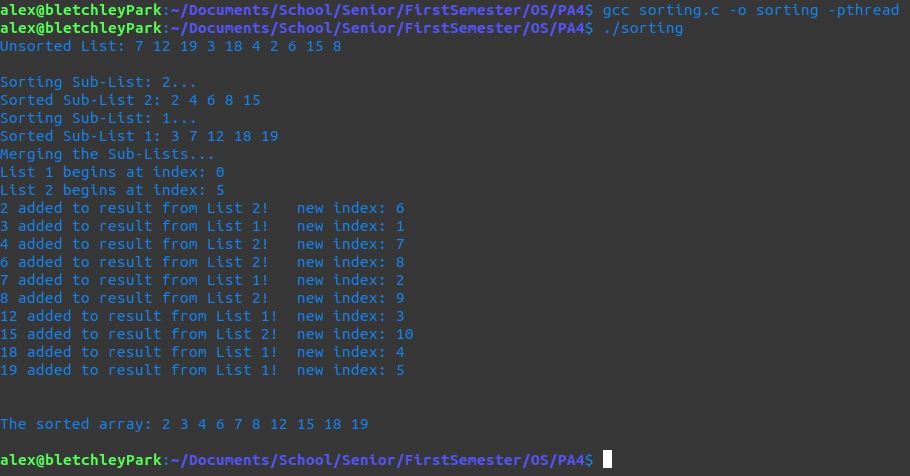 alex@bletchleyPark:~/Documents/School/Senior/FirstSemester/OS/PA4$ gcc sorting.c -o sorting -pthread
alex@bletchleyPark:~/Documents/School/Senior/FirstSemester/OS/PA4$ ./sorting
Unsorted List: 7 12 19 3 18 4 2 6 15 8
Sorting Sub-List: 2...
Sorted Sub-List 2: 2 4 6 8 15
Sorting Sub-List: 1...
Sorted Sub-List 1: 3 7 12 18 19
Merging the Sub-Lists...
List 1 begins at index: 0
List 2 begins at index: 5
2 added to result from List 2!   new index: 6
3 added to result from List 1!   new index: 1
4 added to result from List 2!   new index: 7
6 added to result from List 2!   new index: 8
7 added to result from List 1!   new index: 2
8 added to result from List 2!   new index: 9
12 added to result from List 1!  new index: 3
15 added to result from List 2!  new index: 10
18 added to result from List 1!  new index: 4
19 added to result from List 1!  new index: 5
The sorted array: 2 3 4 6 7 8 12 15 18 19
alex@bletchleyPark:~/Documents/School/Senior/FirstSemester/OS/PA4$